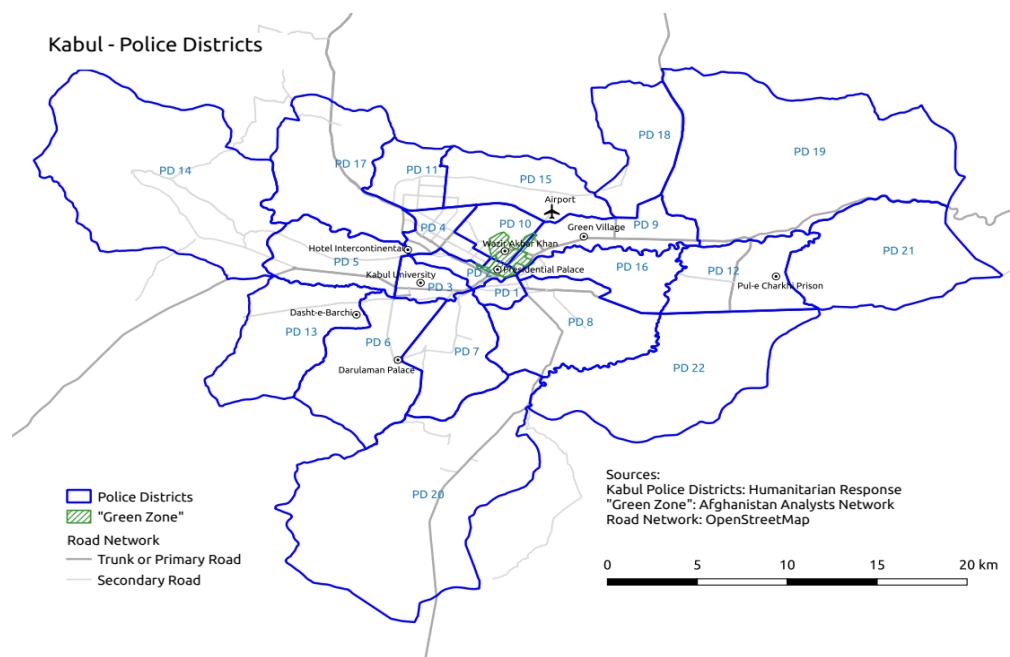 Kabul - Police Districts
PD 18
PD 19
PD 17
PD 11
PD 14
PD 15
Airport
PD 10
PD 9
PD 4
Green Village
Wazir Akbar Khan
Hotel Intercontinental
PD 21
PD 5
PD 16
PD 12
Presidential Palace
Kabul University
PD
Pul-e Charkhi Prison
PD 3
PD 1
Dasht-e-Barchi
PD 8
PD 13
PD 6
PD 7
Darulaman Palace
PD 22
PD 20
Police Districts
"Green Zone"
Road Network
Trunk or Primary Road
Secondary Road
Sources:
Kabul Police Districts: Humanitarian Response
"Green Zone": Afghanistan Analysts Network
Road Network: OpenStreetMap
0 5 10 15 20 km